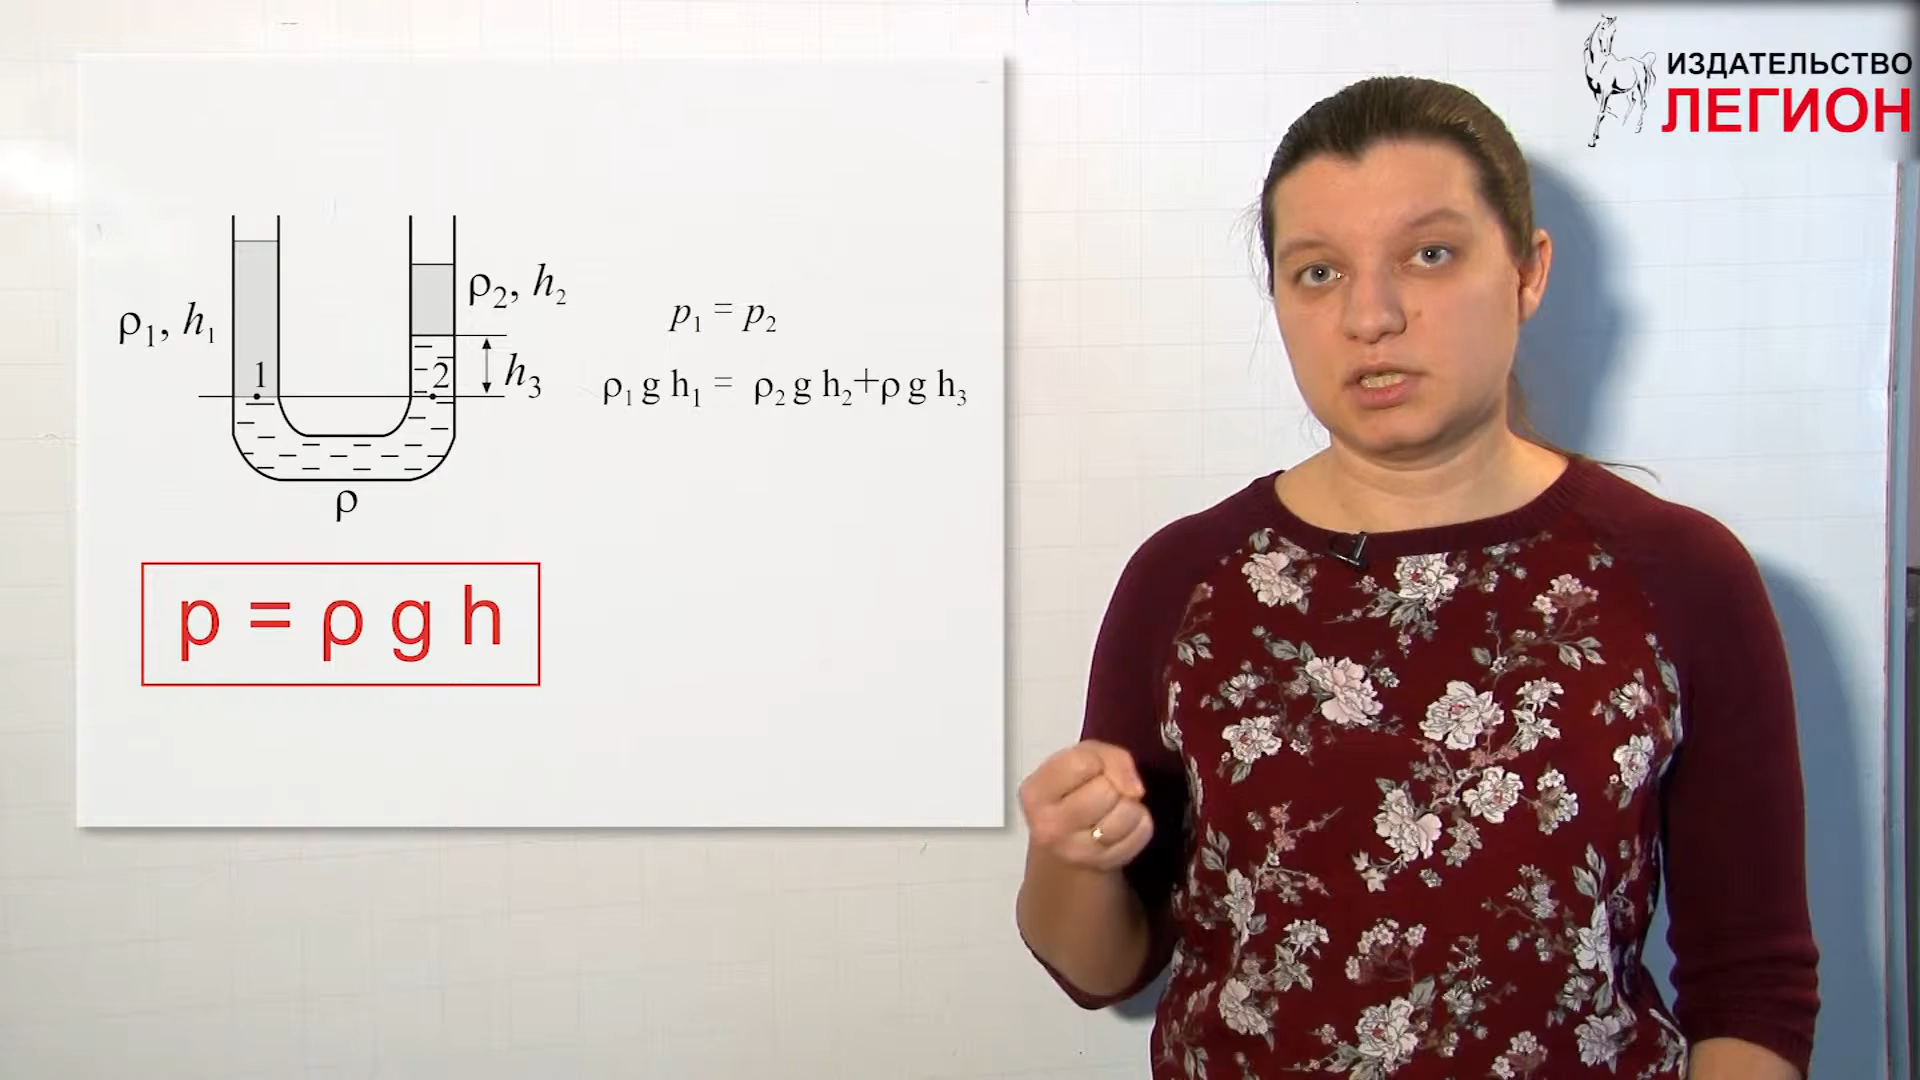 ИЗДАТЕЛЬСТВО
ЛЕГИОН
ρ₁, h₁
ρ₂, h₂
1
2
h₃
ρ
p₁ = p₂
ρ₁ g h₁ = ρ₂ g h₂+ρ g h₃
p = ρ g h